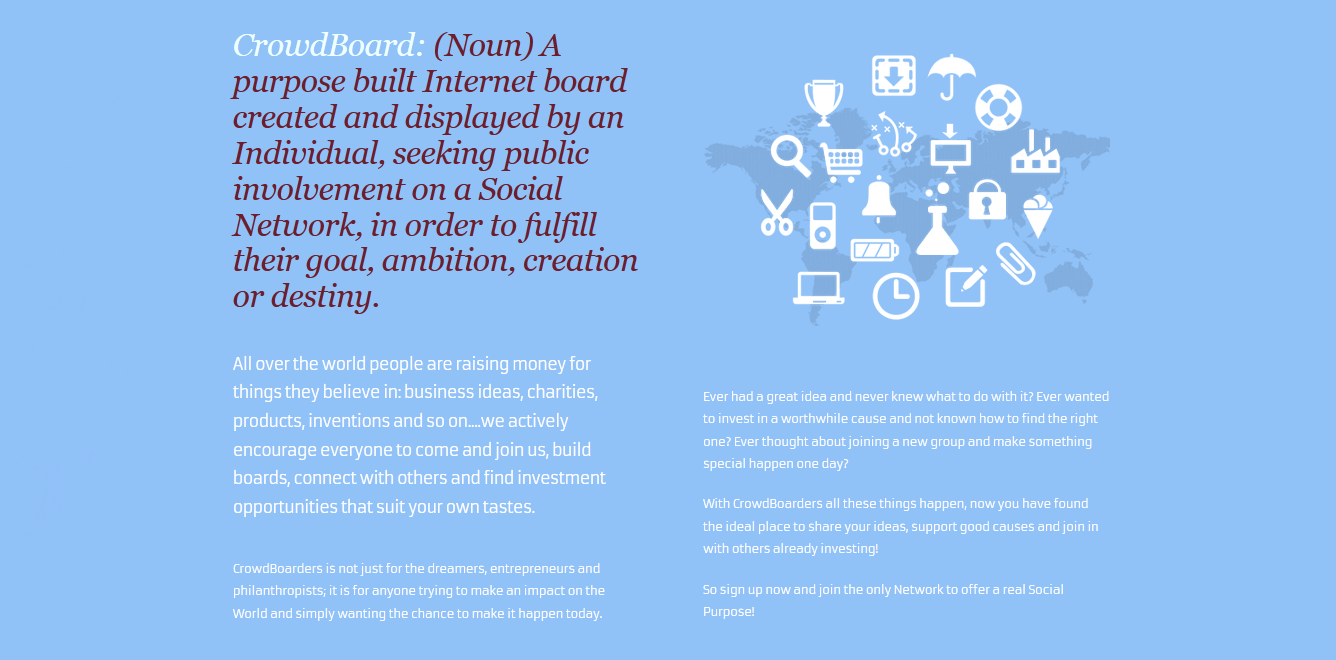 CrowdBoard: (Noun) A
purpose built Internet board
created and displayed by an
Individual, seeking public
involvement on a Social
Network, in order to fulfill
their goal, ambition, creation
or destiny.
All over the world people are raising money for
things they believe in: business ideas, charities,
products, inventions and so on....we actively
encourage everyone to come and join us, build
boards, connect with others and find investment
opportunities that suit your own tastes.
CrowdBoarders is not just for the dreamers, entrepreneurs and
philanthropists; it is for anyone trying to make an impact on the
World and simply wanting the chance to make it happen today.
Ever had a great idea and never knew what to do with it? Ever wanted
to invest in a worthwhile cause and not known how to find the right
one? Ever thought about joining a new group and make something
special happen one day?
With CrowdBoarders all these things happen, now you have found
the ideal place to share your ideas, support good causes and join in
with others already investing!
So sign up now and join the only Network to offer a real Social
Purpose!